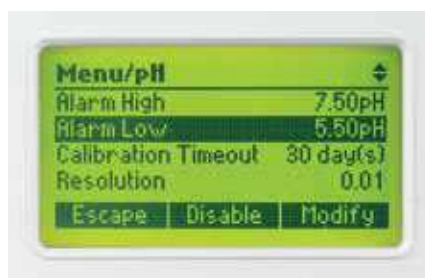 Menu/pH
Alarm High 7.50pH
Alarm Low 5.50pH
Calibration Timeout 30 day(s)
Resolution 0.01
Escape Disable Modify